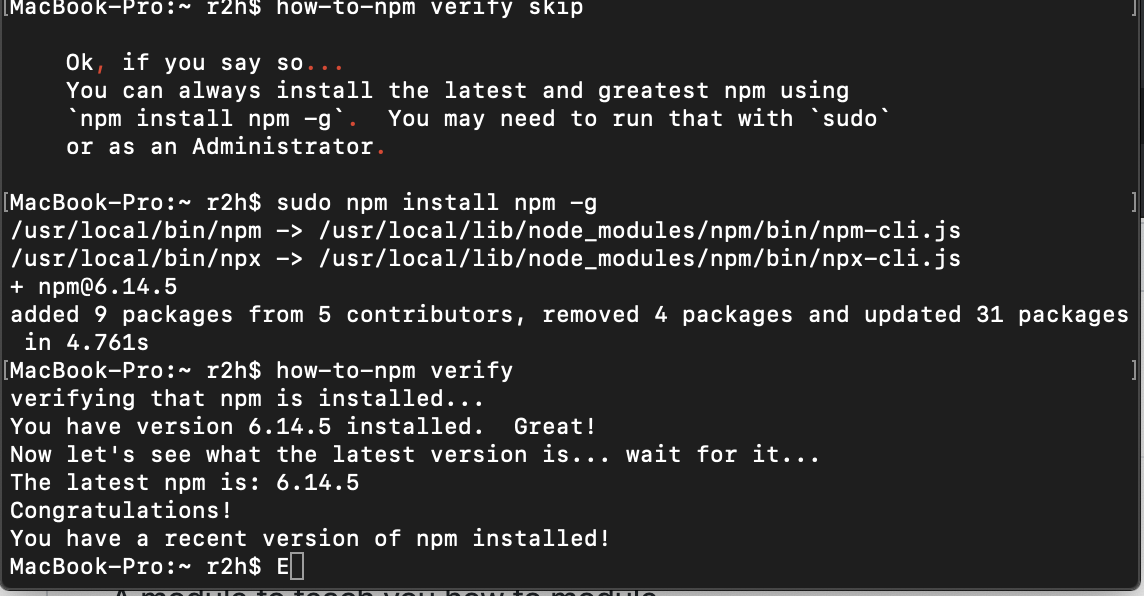 [MacBook-Pro:~ r2h$ how-to-npm verify skip ]
Ok, if you say so...
You can always install the latest and greatest npm using
`npm install npm -g`.  You may need to run that with `sudo`
or as an Administrator.
[MacBook-Pro:~ r2h$ sudo npm install npm -g ]
/usr/local/bin/npm -> /usr/local/lib/node_modules/npm/bin/npm-cli.js
/usr/local/bin/npx -> /usr/local/lib/node_modules/npm/bin/npx-cli.js
+ npm@6.14.5
added 9 packages from 5 contributors, removed 4 packages and updated 31 packages
in 4.761s
[MacBook-Pro:~ r2h$ how-to-npm verify ]
verifying that npm is installed...
You have version 6.14.5 installed.  Great!
Now let's see what the latest version is... wait for it...
The latest npm is: 6.14.5
Congratulations!
You have a recent version of npm installed!
MacBook-Pro:~ r2h$ E
A module to teach you how to module